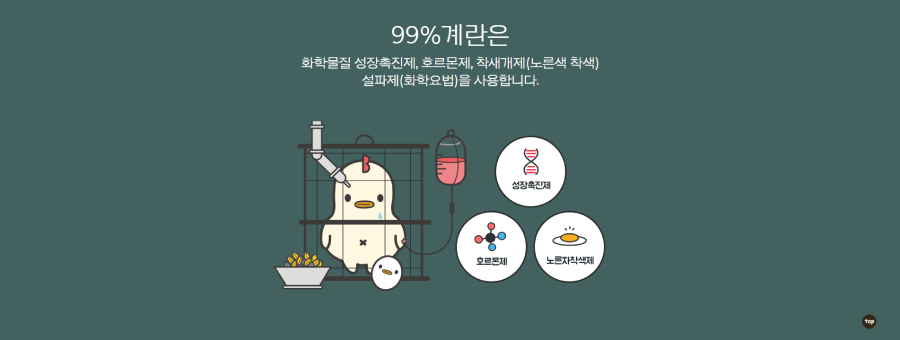 99%계란은
화학물질 성장촉진제, 호르몬제, 착새개제(노른색 착색)
설파제(화학요법)을 사용합니다.
성장촉진제
호르몬제
노른자착색제
top